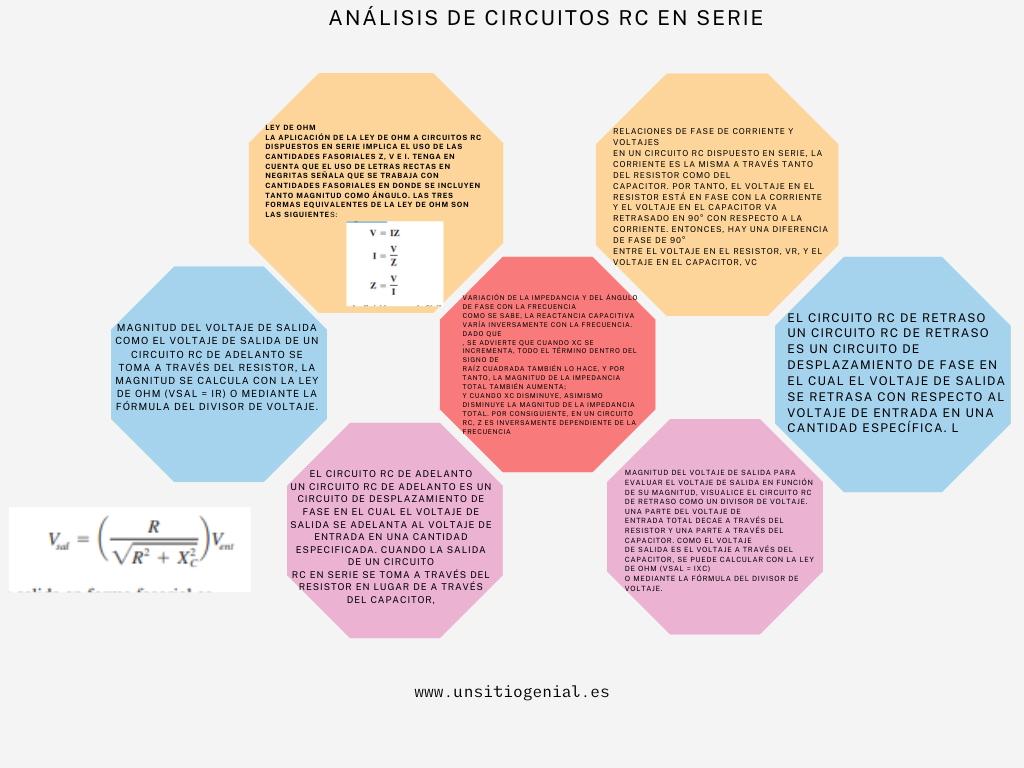 ANÁLISIS DE CIRCUITOS RC EN SERIE
LEY DE OHM
LA APLICACIÓN DE LA LEY DE OHM A CIRCUITOS RC
DISPUESTOS EN SERIE IMPLICA EL USO DE LAS
CANTIDADES FASORIALES Z, V E I. TENGA EN
CUENTA QUE EL USO DE LETRAS RECTAS EN
NEGRITAS SEÑALA QUE SE TRABAJA CON
CANTIDADES FASORIALES EN DONDE SE INCLUYEN
TANTO MAGNITUD COMO ÁNGULO. LAS TRES
FORMAS EQUIVALENTES DE LA LEY DE OHM SON
LAS SIGUIENTES:
V = IZ
I = V/Z
Z = V/I
RELACIONES DE FASE DE CORRIENTE Y
VOLTAJES
EN UN CIRCUITO RC DISPUESTO EN SERIE, LA
CORRIENTE ES LA MISMA A TRAVÉS TANTO
DEL RESISTOR COMO DEL
CAPACITOR. POR TANTO, EL VOLTAJE EN EL
RESISTOR ESTÁ EN FASE CON LA CORRIENTE
Y EL VOLTAJE EN EL CAPACITOR VA
RETRASADO EN 90° CON RESPECTO A LA
CORRIENTE. ENTONCES, HAY UNA DIFERENCIA
DE FASE DE 90°
ENTRE EL VOLTAJE EN EL RESISTOR, VR, Y EL
VOLTAJE EN EL CAPACITOR, VC
MAGNITUD DEL VOLTAJE DE SALIDA
COMO EL VOLTAJE DE SALIDA DE UN
CIRCUITO RC DE ADELANTO SE
TOMA A TRAVÉS DEL RESISTOR, LA
MAGNITUD SE CALCULA CON LA LEY
DE OHM (VSAL = IR) O MEDIANTE LA
FÓRMULA DEL DIVISOR DE VOLTAJE.
VARIACIÓN DE LA IMPEDANCIA Y DEL ÁNGULO
DE FASE CON LA FRECUENCIA
COMO SE SABE, LA REACTANCIA CAPACITIVA
VARÍA INVERSAMENTE CON LA FRECUENCIA.
DADO QUE
, SE ADVIERTE QUE CUANDO XC SE
INCREMENTA, TODO EL TÉRMINO DENTRO DEL
SIGNO DE
RAÍZ CUADRADA TAMBIÉN LO HACE, Y POR
TANTO, LA MAGNITUD DE LA IMPEDANCIA
TOTAL TAMBIÉN AUMENTA;
Y CUANDO XC DISMINUYE, ASIMISMO
DISMINUYE LA MAGNITUD DE LA IMPEDANCIA
TOTAL. POR CONSIGUIENTE, EN UN CIRCUITO
RC, Z ES INVERSAMENTE DEPENDIENTE DE LA
FRECUENCIA
EL CIRCUITO RC DE RETRASO
UN CIRCUITO RC DE RETRASO
ES UN CIRCUITO DE
DESPLAZAMIENTO DE FASE EN
EL CUAL EL VOLTAJE DE SALIDA
SE RETRASA CON RESPECTO AL
VOLTAJE DE ENTRADA EN UNA
CANTIDAD ESPECÍFICA. L
EL CIRCUITO RC DE ADELANTO
UN CIRCUITO RC DE ADELANTO ES UN
CIRCUITO DE DESPLAZAMIENTO DE
FASE EN EL CUAL EL VOLTAJE DE
SALIDA SE ADELANTA AL VOLTAJE DE
ENTRADA EN UNA CANTIDAD
ESPECIFICADA. CUANDO LA SALIDA
DE UN CIRCUITO
RC EN SERIE SE TOMA A TRAVÉS DEL
RESISTOR EN LUGAR DE A TRAVÉS
DEL CAPACITOR,
MAGNITUD DEL VOLTAJE DE SALIDA PARA
EVALUAR EL VOLTAJE DE SALIDA EN FUNCIÓN
DE SU MAGNITUD, VISUALICE EL CIRCUITO RC
DE RETRASO COMO UN DIVISOR DE VOLTAJE.
UNA PARTE DEL VOLTAJE DE
ENTRADA TOTAL DECAE A TRAVÉS DEL
RESISTOR Y UNA PARTE A TRAVÉS DEL
CAPACITOR. COMO EL VOLTAJE
DE SALIDA ES EL VOLTAJE A TRAVÉS DEL
CAPACITOR, SE PUEDE CALCULAR CON LA LEY
DE OHM (VSAL = IXC)
O MEDIANTE LA FÓRMULA DEL DIVISOR DE
VOLTAJE.
V_sal = (R / √(R² + X_C²)) V_ent
www.unsitiogenial.es